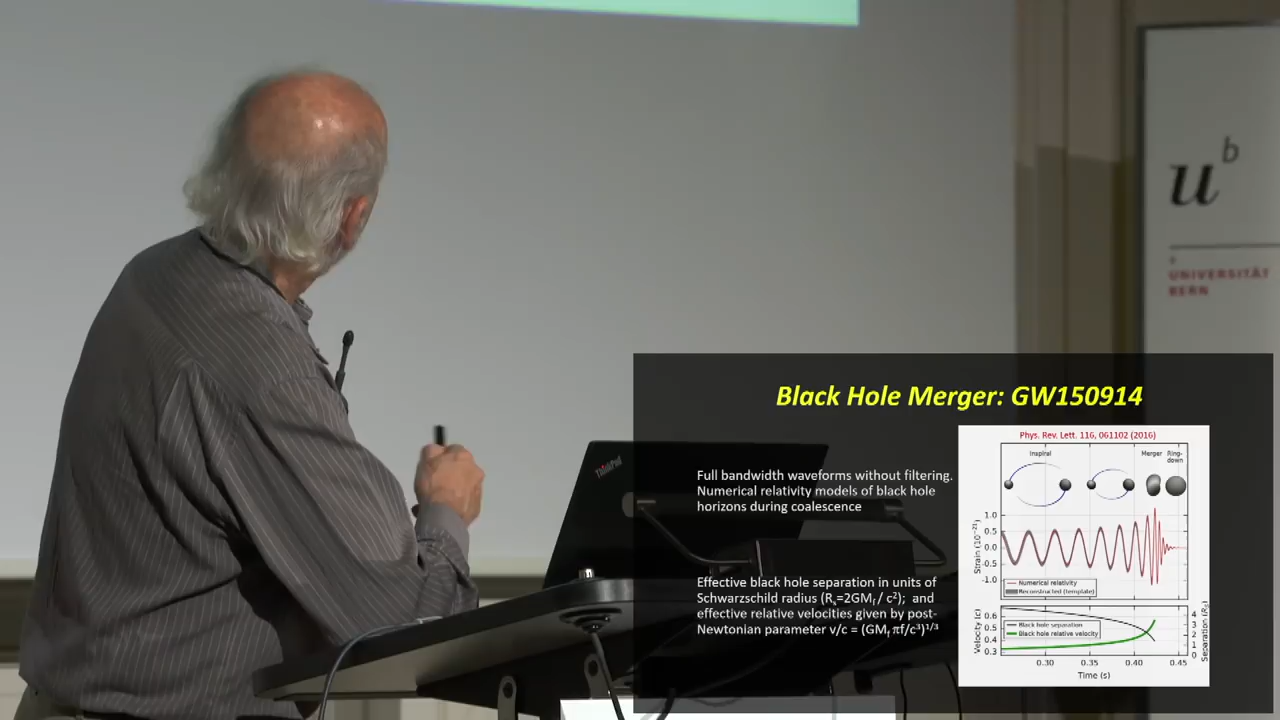 u b
UNIVERSITÄT
BERN
ThinkPad
Black Hole Merger: GW150914
Full bandwidth waveforms without filtering.
Numerical relativity models of black hole
horizons during coalescence
Effective black hole separation in units of
Schwarzschild radius (Rs=2GMf / c²); and
effective relative velocities given by post-
Newtonian parameter v/c = (GMf πf/c³)1/3
Phys. Rev. Lett. 116, 061102 (2016)
Inspiral
Merger
Ring-
down
Strain (10⁻²¹)
1.0
0.5
0.0
-0.5
-1.0
Numerical relativity
Reconstructed (template)
Velocity (c)
0.6
0.5
0.4
0.3
Black hole separation
Black hole relative velocity
4
3
2
1
0
Separation (Rs)
0.30 0.35 0.40 0.45
Time (s)